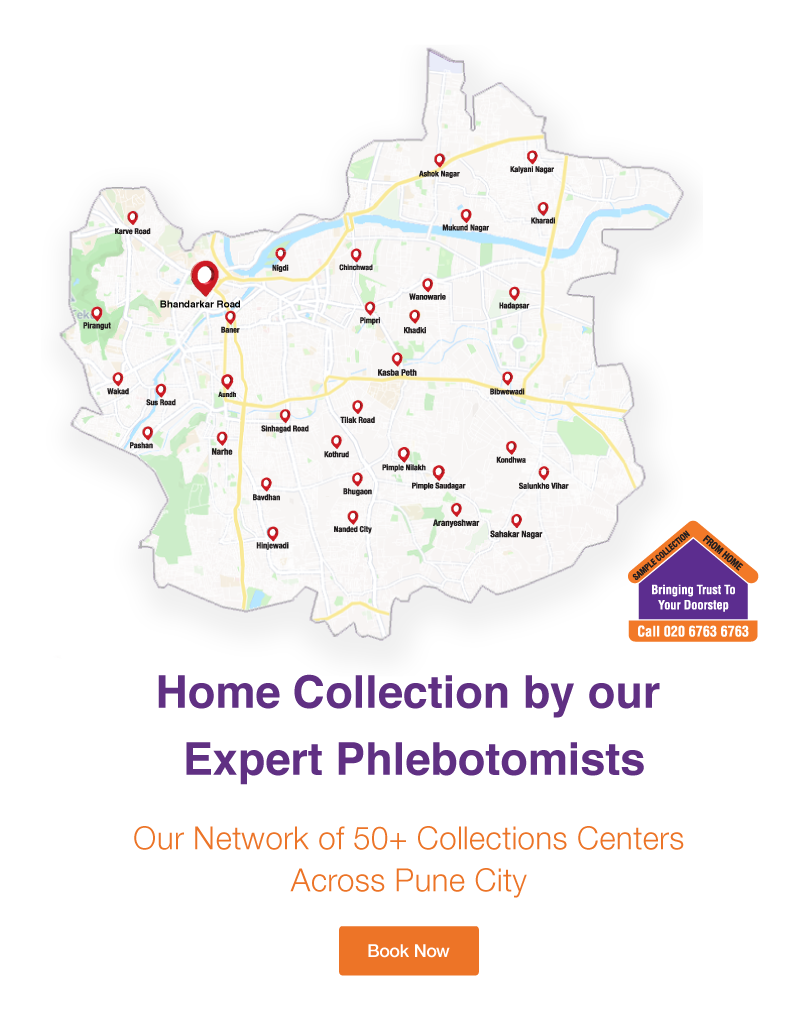 Ashok Nagar
Kalyani Nagar
Karve Road
Mukund Nagar
Kharadi
Nigdi
Chinchwad
Bhandarkar Road
Wanowarie
Hadapsar
Pirangut
Baner
Pimpri
Khadki
Kasba Peth
Wakad
Sus Road
Aundh
Bibwewadi
Sinhagad Road
Tilak Road
Pashan
Narhe
Kothrud
Pimple Nilakh
Kondhwa
Bavdhan
Bhugaon
Pimple Saudagar
Salunkhe Vihar
Hinjewadi
Nanded City
Aranyeshwar
Sahakar Nagar
SAMPLE COLLECTION
FROM HOME
Bringing Trust To
Your Doorstep
Call 020 6763 6763
Home Collection by our
Expert Phlebotomists
Our Network of 50+ Collections Centers
Across Pune City
Book Now